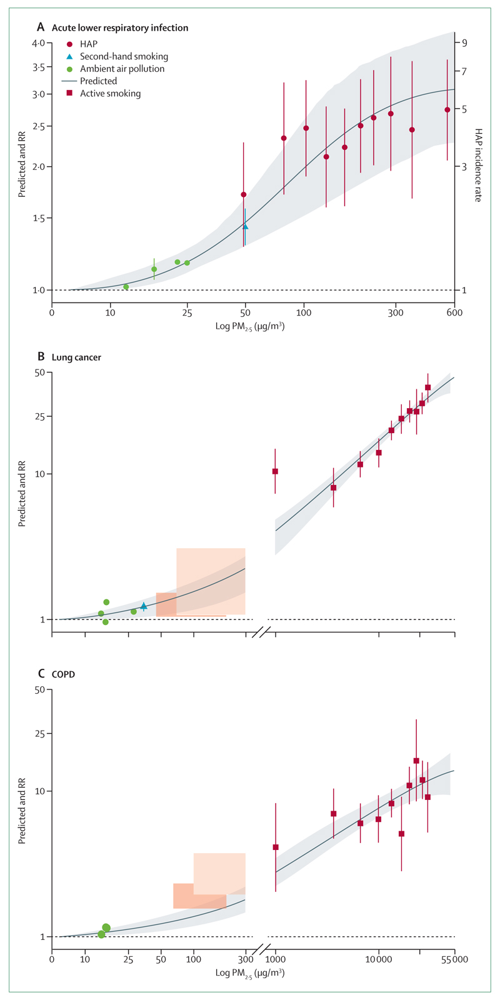 A Acute lower respiratory infection
HAP
Second-hand smoking
Ambient air pollution
Predicted
Active smoking
4·0
3·5
3·0
2·5
2·0
1·5
1·0
Predicted and RR
9
7
5
3
1
HAP incidence rate
0 10 25 50 100 300 600
Log PM2·5 (µg/m³)
B Lung cancer
50
25
10
1
Predicted and RR
C COPD
50
25
10
1
Predicted and RR
0 10 25 50 100 300 1000 10 000 55 000
Log PM2·5 (µg/m³)